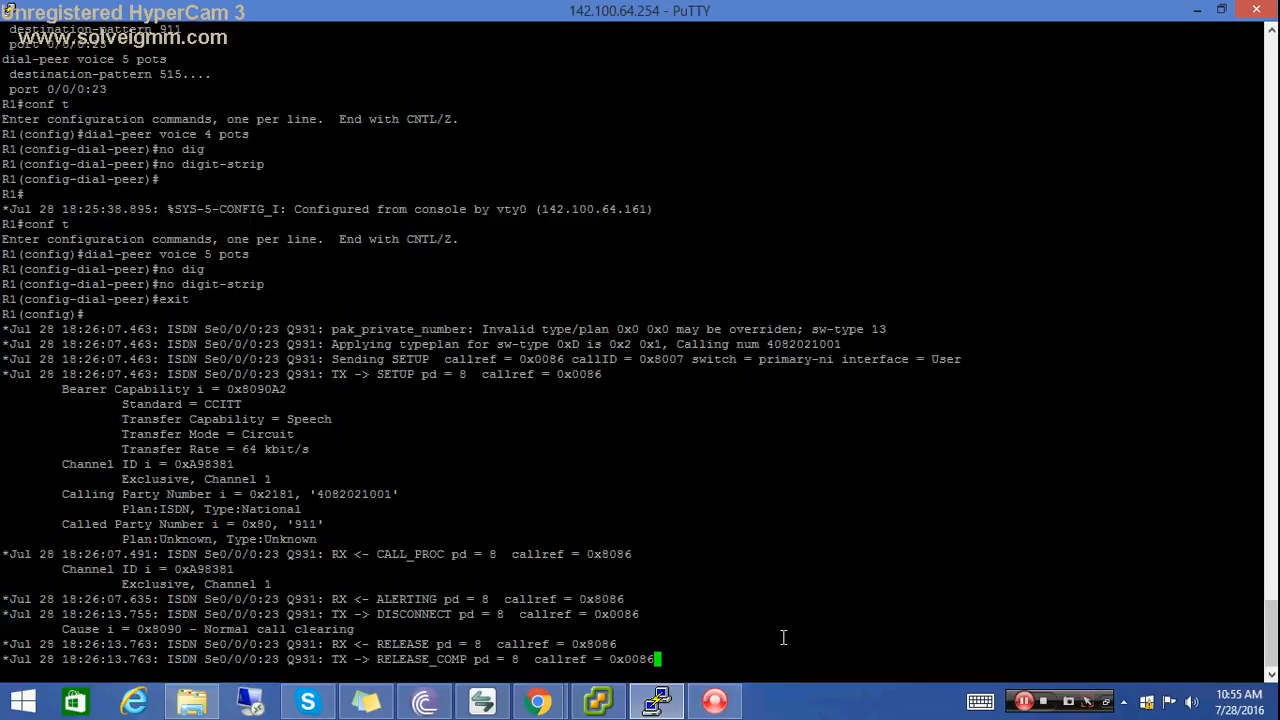 Unregistered HyperCam 3
142.100.64.254 - PuTTY
destination-pattern 911
www.solveigmm.com
port 0/0/0:23
dial-peer voice 5 pots
destination-pattern 515....
port 0/0/0:23
R1#conf t
Enter configuration commands, one per line.  End with CNTL/Z.
R1(config)#dial-peer voice 4 pots
R1(config-dial-peer)#no dig
R1(config-dial-peer)#no digit-strip
R1(config-dial-peer)#
R1#
*Jul 28 18:25:38.895: %SYS-5-CONFIG_I: Configured from console by vty0 (142.100.64.161)
R1#conf t
Enter configuration commands, one per line.  End with CNTL/Z.
R1(config)#dial-peer voice 5 pots
R1(config-dial-peer)#no dig
R1(config-dial-peer)#no digit-strip
R1(config-dial-peer)#exit
R1(config)#
*Jul 28 18:26:07.463: ISDN Se0/0/0:23 Q931: pak_private_number: Invalid type/plan 0x0 0x0 may be overriden; sw-type 13
*Jul 28 18:26:07.463: ISDN Se0/0/0:23 Q931: Applying typeplan for sw-type 0xD is 0x2 0x1, Calling num 4082021001
*Jul 28 18:26:07.463: ISDN Se0/0/0:23 Q931: Sending SETUP  callref = 0x0086 callID = 0x8007 switch = primary-ni interface = User
*Jul 28 18:26:07.463: ISDN Se0/0/0:23 Q931: TX -> SETUP pd = 8  callref = 0x0086
Bearer Capability i = 0x8090A2
Standard = CCITT
Transfer Capability = Speech
Transfer Mode = Circuit
Transfer Rate = 64 kbit/s
Channel ID i = 0xA98381
Exclusive, Channel 1
Calling Party Number i = 0x2181, '4082021001'
Plan:ISDN, Type:National
Called Party Number i = 0x80, '911'
Plan:Unknown, Type:Unknown
*Jul 28 18:26:07.491: ISDN Se0/0/0:23 Q931: RX <- CALL_PROC pd = 8  callref = 0x8086
Channel ID i = 0xA98381
Exclusive, Channel 1
*Jul 28 18:26:07.635: ISDN Se0/0/0:23 Q931: RX <- ALERTING pd = 8  callref = 0x8086
*Jul 28 18:26:13.755: ISDN Se0/0/0:23 Q931: TX -> DISCONNECT pd = 8  callref = 0x0086
Cause i = 0x8090 - Normal call clearing
*Jul 28 18:26:13.763: ISDN Se0/0/0:23 Q931: RX <- RELEASE pd = 8  callref = 0x8086
*Jul 28 18:26:13.763: ISDN Se0/0/0:23 Q931: TX -> RELEASE_COMP pd = 8  callref = 0x0086
10:55 AM
7/28/2016